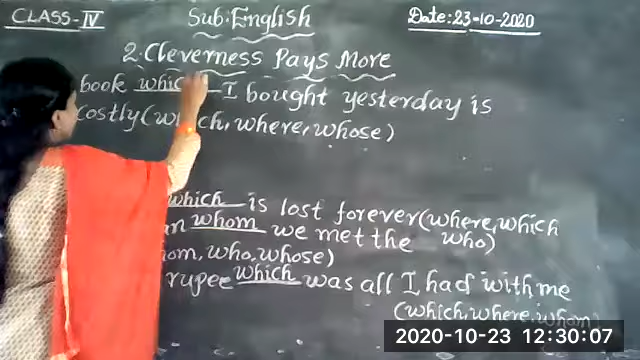 CLASS-IV Sub:English Date:23-10-2020
2.Cleverness Pays More
book which I bought yesterday is
costly(which, where, whose)
which is lost forever(where, which
whom we met the who)
whom, who, whose)
rupee which was all I had with me
(which, where, whom)
2020-10-23 12:30:07